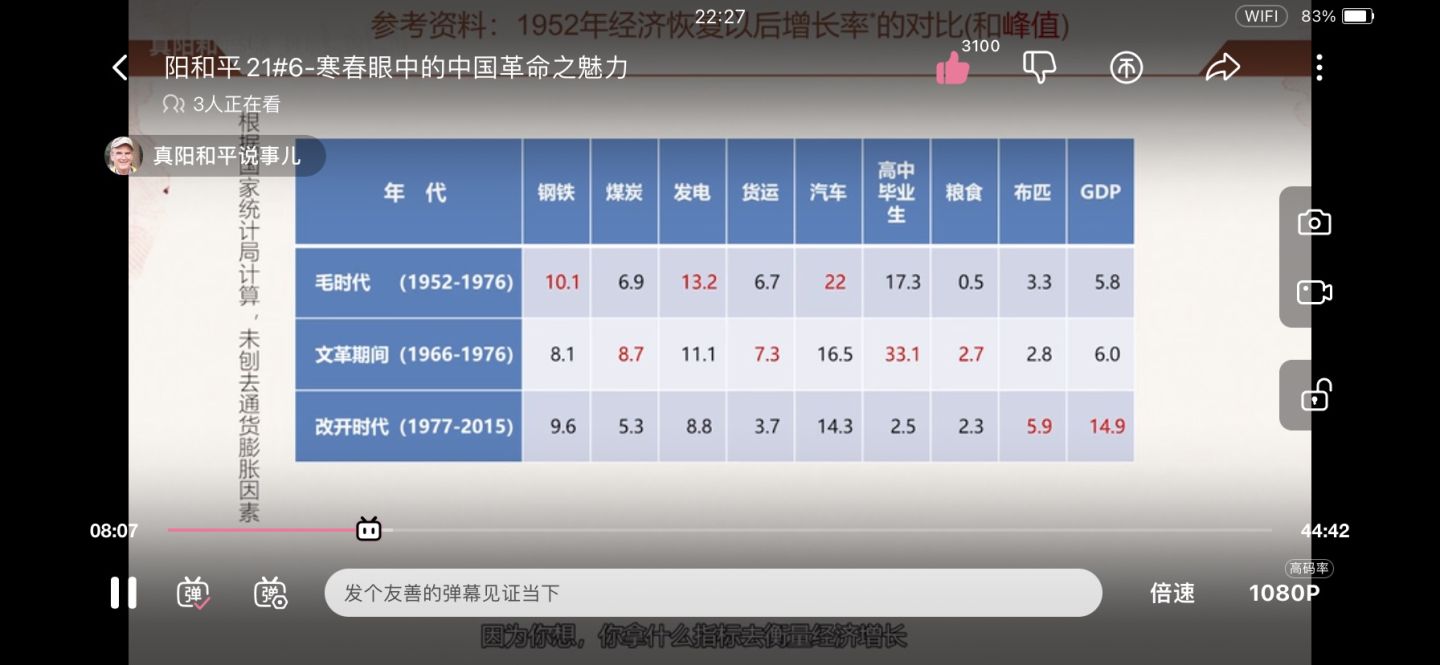 22:27
WIFI 83%
参考资料：1952年经济恢复以后增长率*的对比(和峰值)
阳和平21#6-寒春眼中的中国革命之魅力
3100
3人正在看
真阳和平说事儿
根据国家统计局计算，未刨去通货膨胀因素
年 代 钢铁 煤炭 发电 货运 汽车 高中毕业生 粮食 布匹 GDP
毛时代 (1952-1976) 10.1 6.9 13.2 6.7 22 17.3 0.5 3.3 5.8
文革期间 (1966-1976) 8.1 8.7 11.1 7.3 16.5 33.1 2.7 2.8 6.0
改开时代 (1977-2015) 9.6 5.3 8.8 3.7 14.3 2.5 2.3 5.9 14.9
08:07
44:42
弹
弹
发个友善的弹幕见证当下
倍速
高码率
1080P
因为你想，你拿什么指标去衡量经济增长